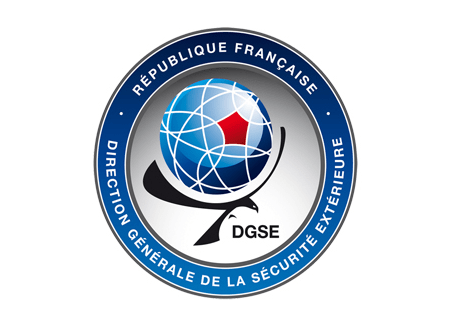 RÉPUBLIQUE FRANÇAISE
DGSE
DIRECTION GÉNÉRALE DE LA SÉCURITÉ EXTÉRIEURE